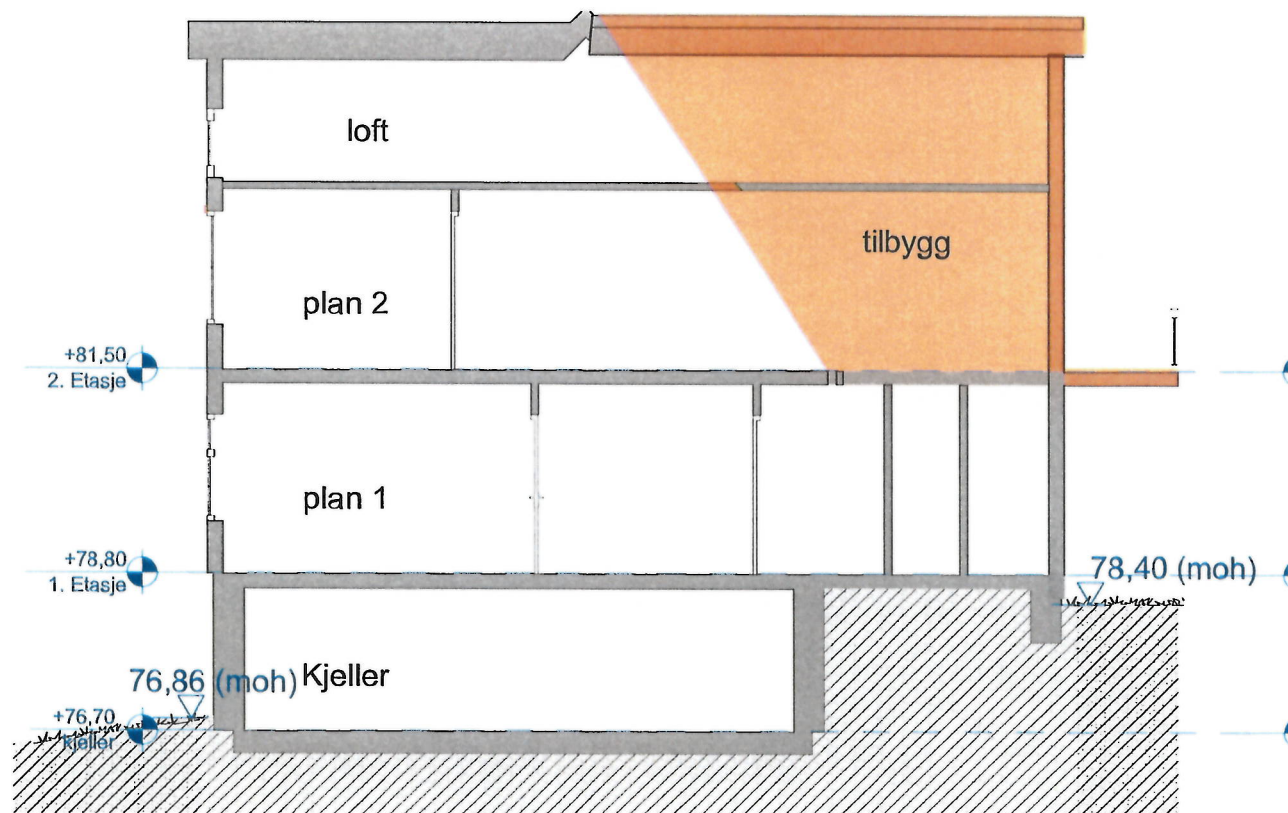 loft
tilbygg
plan 2
+81,50
2. Etasje
plan 1
+78,80
1. Etasje
78,40 (moh)
76,86 (moh)
Kjeller
+76,70
kjeller